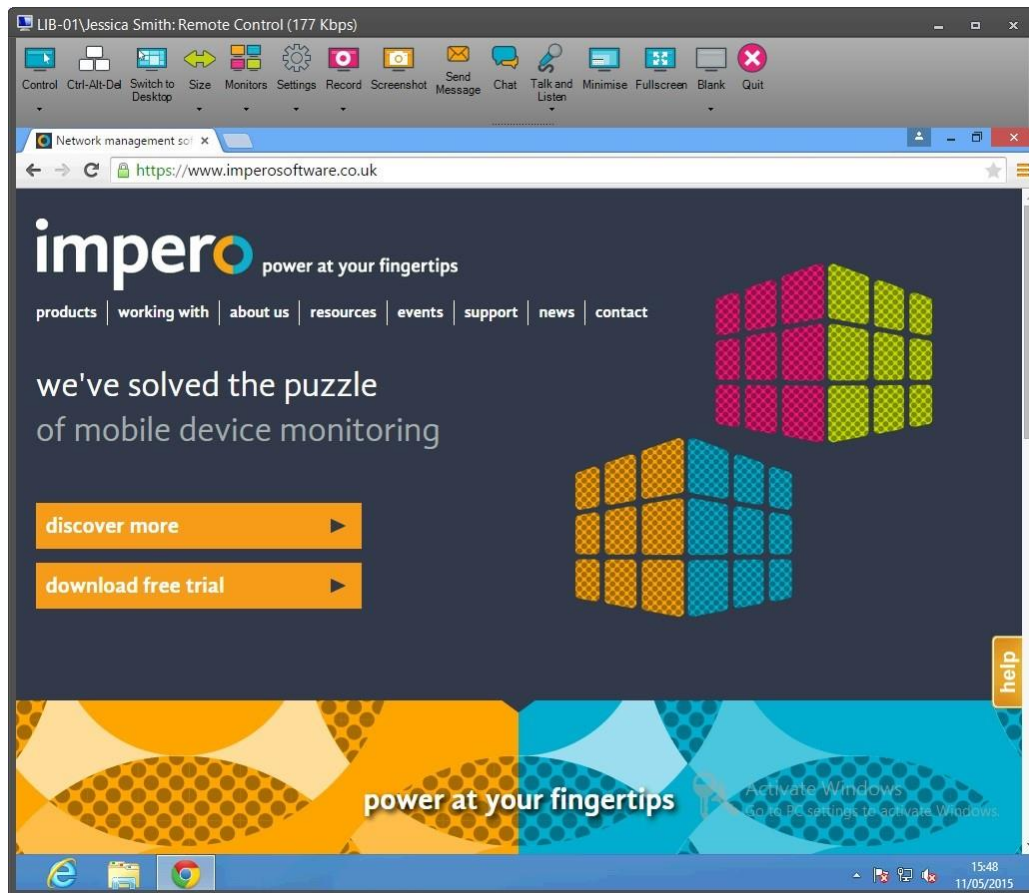 LIB-01\Jessica Smith: Remote Control (177 Kbps)
Control Ctrl-Alt-Del Switch to Desktop Size Monitors Settings Record Screenshot Send Message Chat Talk and Listen Minimise Fullscreen Blank Quit
Network management sof
https://www.imperosoftware.co.uk
impero power at your fingertips
products working with about us resources events support news contact
we've solved the puzzle
of mobile device monitoring
discover more
download free trial
help
power at your fingertips
Activate Windows
Go to PC settings to activate Windows.
15:48
11/05/2015